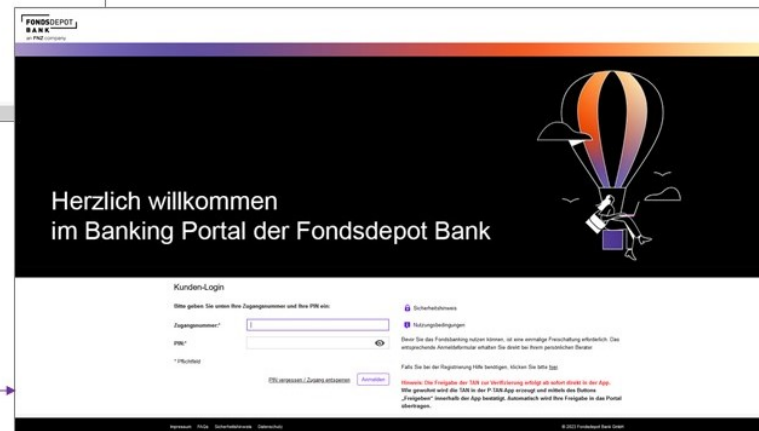 FONDSDEPOT
BANK
an FNZ company
Herzlich willkommen
im Banking Portal der Fondsdepot Bank
Kunden-Login
Bitte geben Sie unten Ihre Zugangsnummer und Ihre PIN ein:
Zugangsnummer:*
PIN:*
* Pflichtfeld
PIN vergessen / Zugang entsperren
Anmelden
Sicherheitshinweis
Nutzungsbedingungen
Bevor Sie das Fondsbanking nutzen können, ist eine einmalige Freischaltung erforderlich. Das
entsprechende Anmeldeformular erhalten Sie direkt bei Ihrem persönlichen Berater
Falls Sie bei der Registrierung Hilfe benötigen, klicken Sie bitte hier.
Hinweis: Die Freigabe der TAN zur Verifizierung erfolgt ab sofort direkt in der App.
Wie gewohnt wird die TAN in der P-TAN App erzeugt und mittels des Buttons
„Freigeben" innerhalb der App bestätigt. Automatisch wird Ihre Freigabe in das Portal
übertragen.
Impressum FAQs Sicherheitshinweis Datenschutz
© 2023 Fondsdepot Bank GmbH